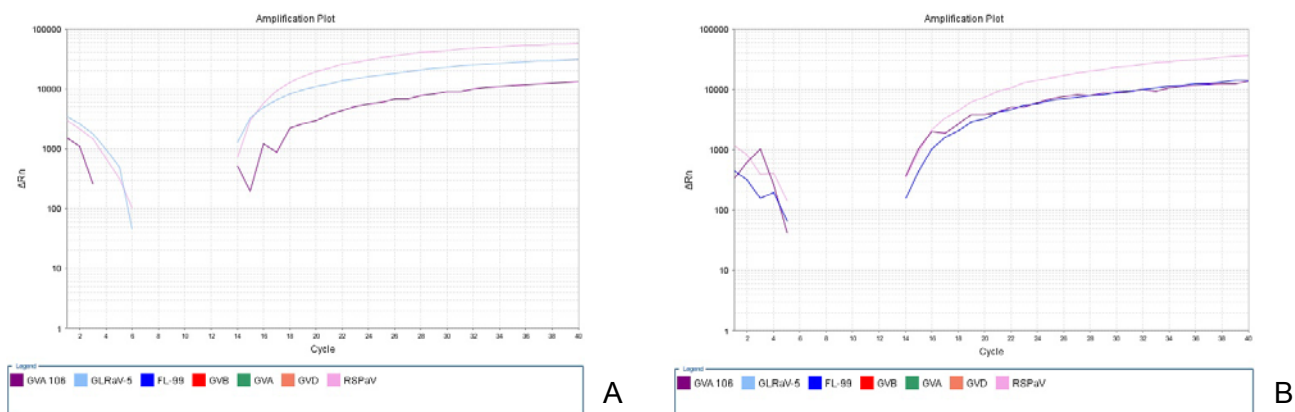 Amplification Plot
100000
10000
1000
100
10
1
ΔRn
2 4 6 8 10 12 14 16 18 20 22 24 26 28 30 32 34 36 38 40
Cycle
Legend
GVA 106 GLRaV-5 FL-99 GVB GVA GVD RSPaV
A
Amplification Plot
100000
10000
1000
100
10
1
ΔRn
2 4 6 8 10 12 14 16 18 20 22 24 26 28 30 32 34 36 38 40
Cycle
Legend
GVA 106 GLRaV-5 FL-99 GVB GVA GVD RSPaV
B